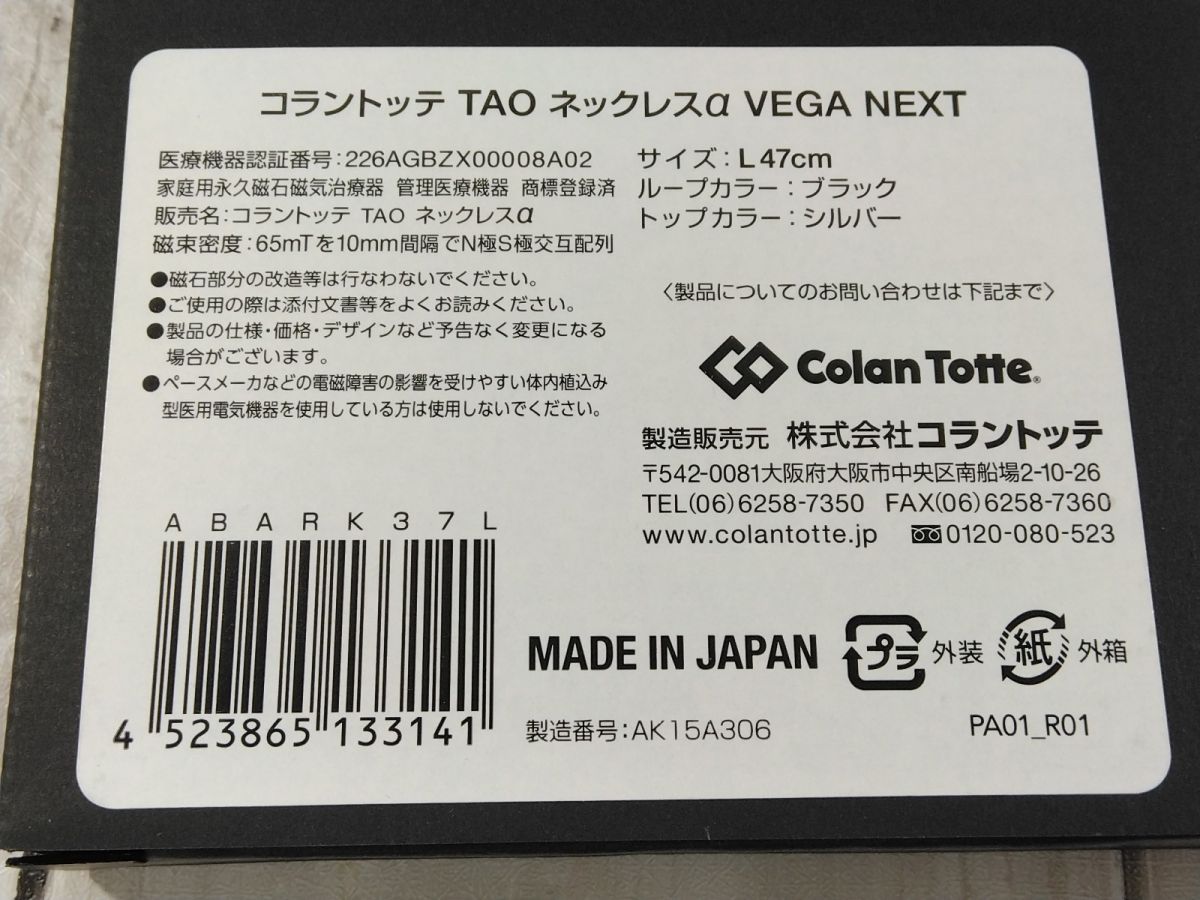 コラントッテ TAO ネックレスα VEGA NEXT
医療機器認証番号:226AGBZX00008A02
家庭用永久磁石磁気治療器 管理医療機器 商標登録済
販売名:コラントッテ TAO ネックレスα
磁束密度:65mTを10mm間隔でN極S極交互配列
●磁石部分の改造等は行なわないでください。
●ご使用の際は添付文書等をよくお読みください。
●製品の仕様・価格・デザインなど予告なく変更になる
場合がございます。
●ペースメーカなどの電磁障害の影響を受けやすい体内植込み
型医用電気機器を使用している方は使用しないでください。
サイズ:L 47cm
ループカラー:ブラック
トップカラー:シルバー
〈製品についてのお問い合わせは下記まで〉
Colan Totte®
製造販売元 株式会社コラントッテ
〒542-0081大阪府大阪市中央区南船場2-10-26
TEL(06)6258-7350 FAX(06)6258-7360
www.colantotte.jp 0120-080-523
ABARK37L
4 523865 133141
MADE IN JAPAN
プラ 外装 紙 外箱
製造番号:AK15A306
PA01_R01